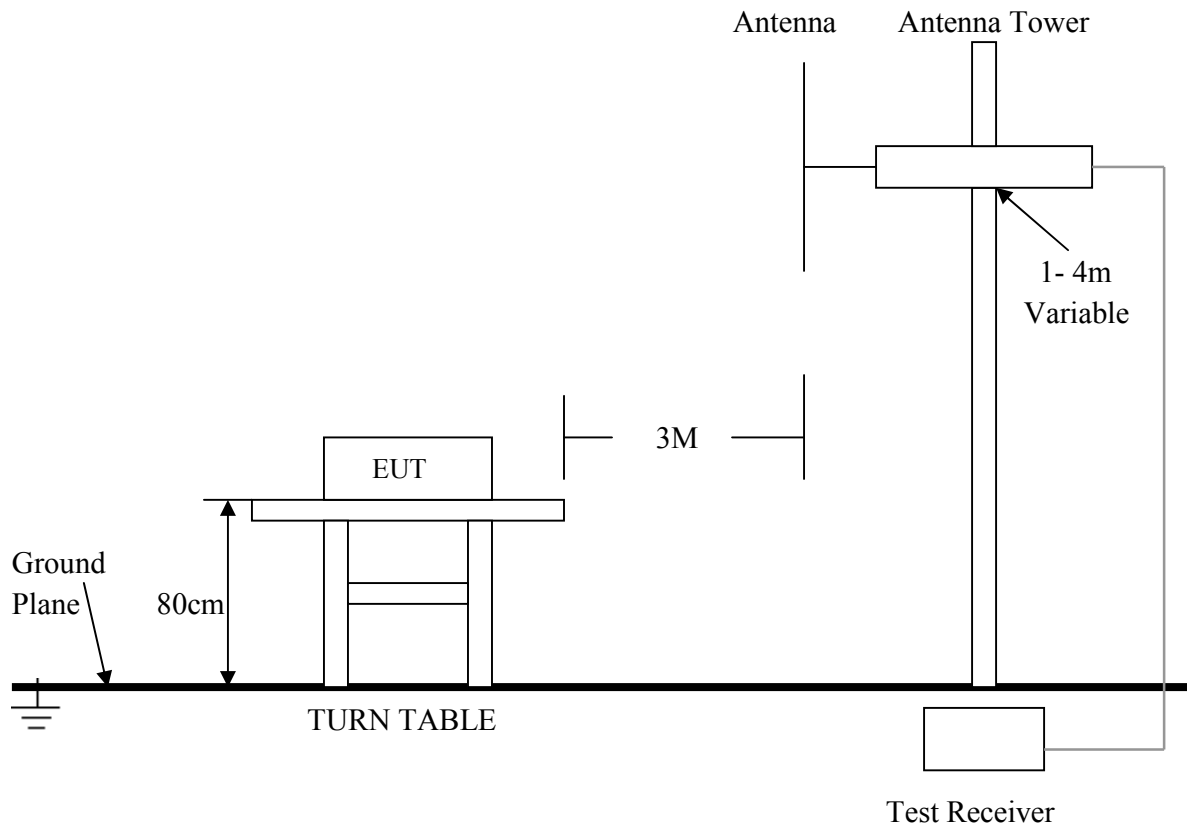 Antenna
Antenna Tower
1- 4m
Variable
3M
EUT
Ground
Plane
80cm
TURN TABLE
Test Receiver